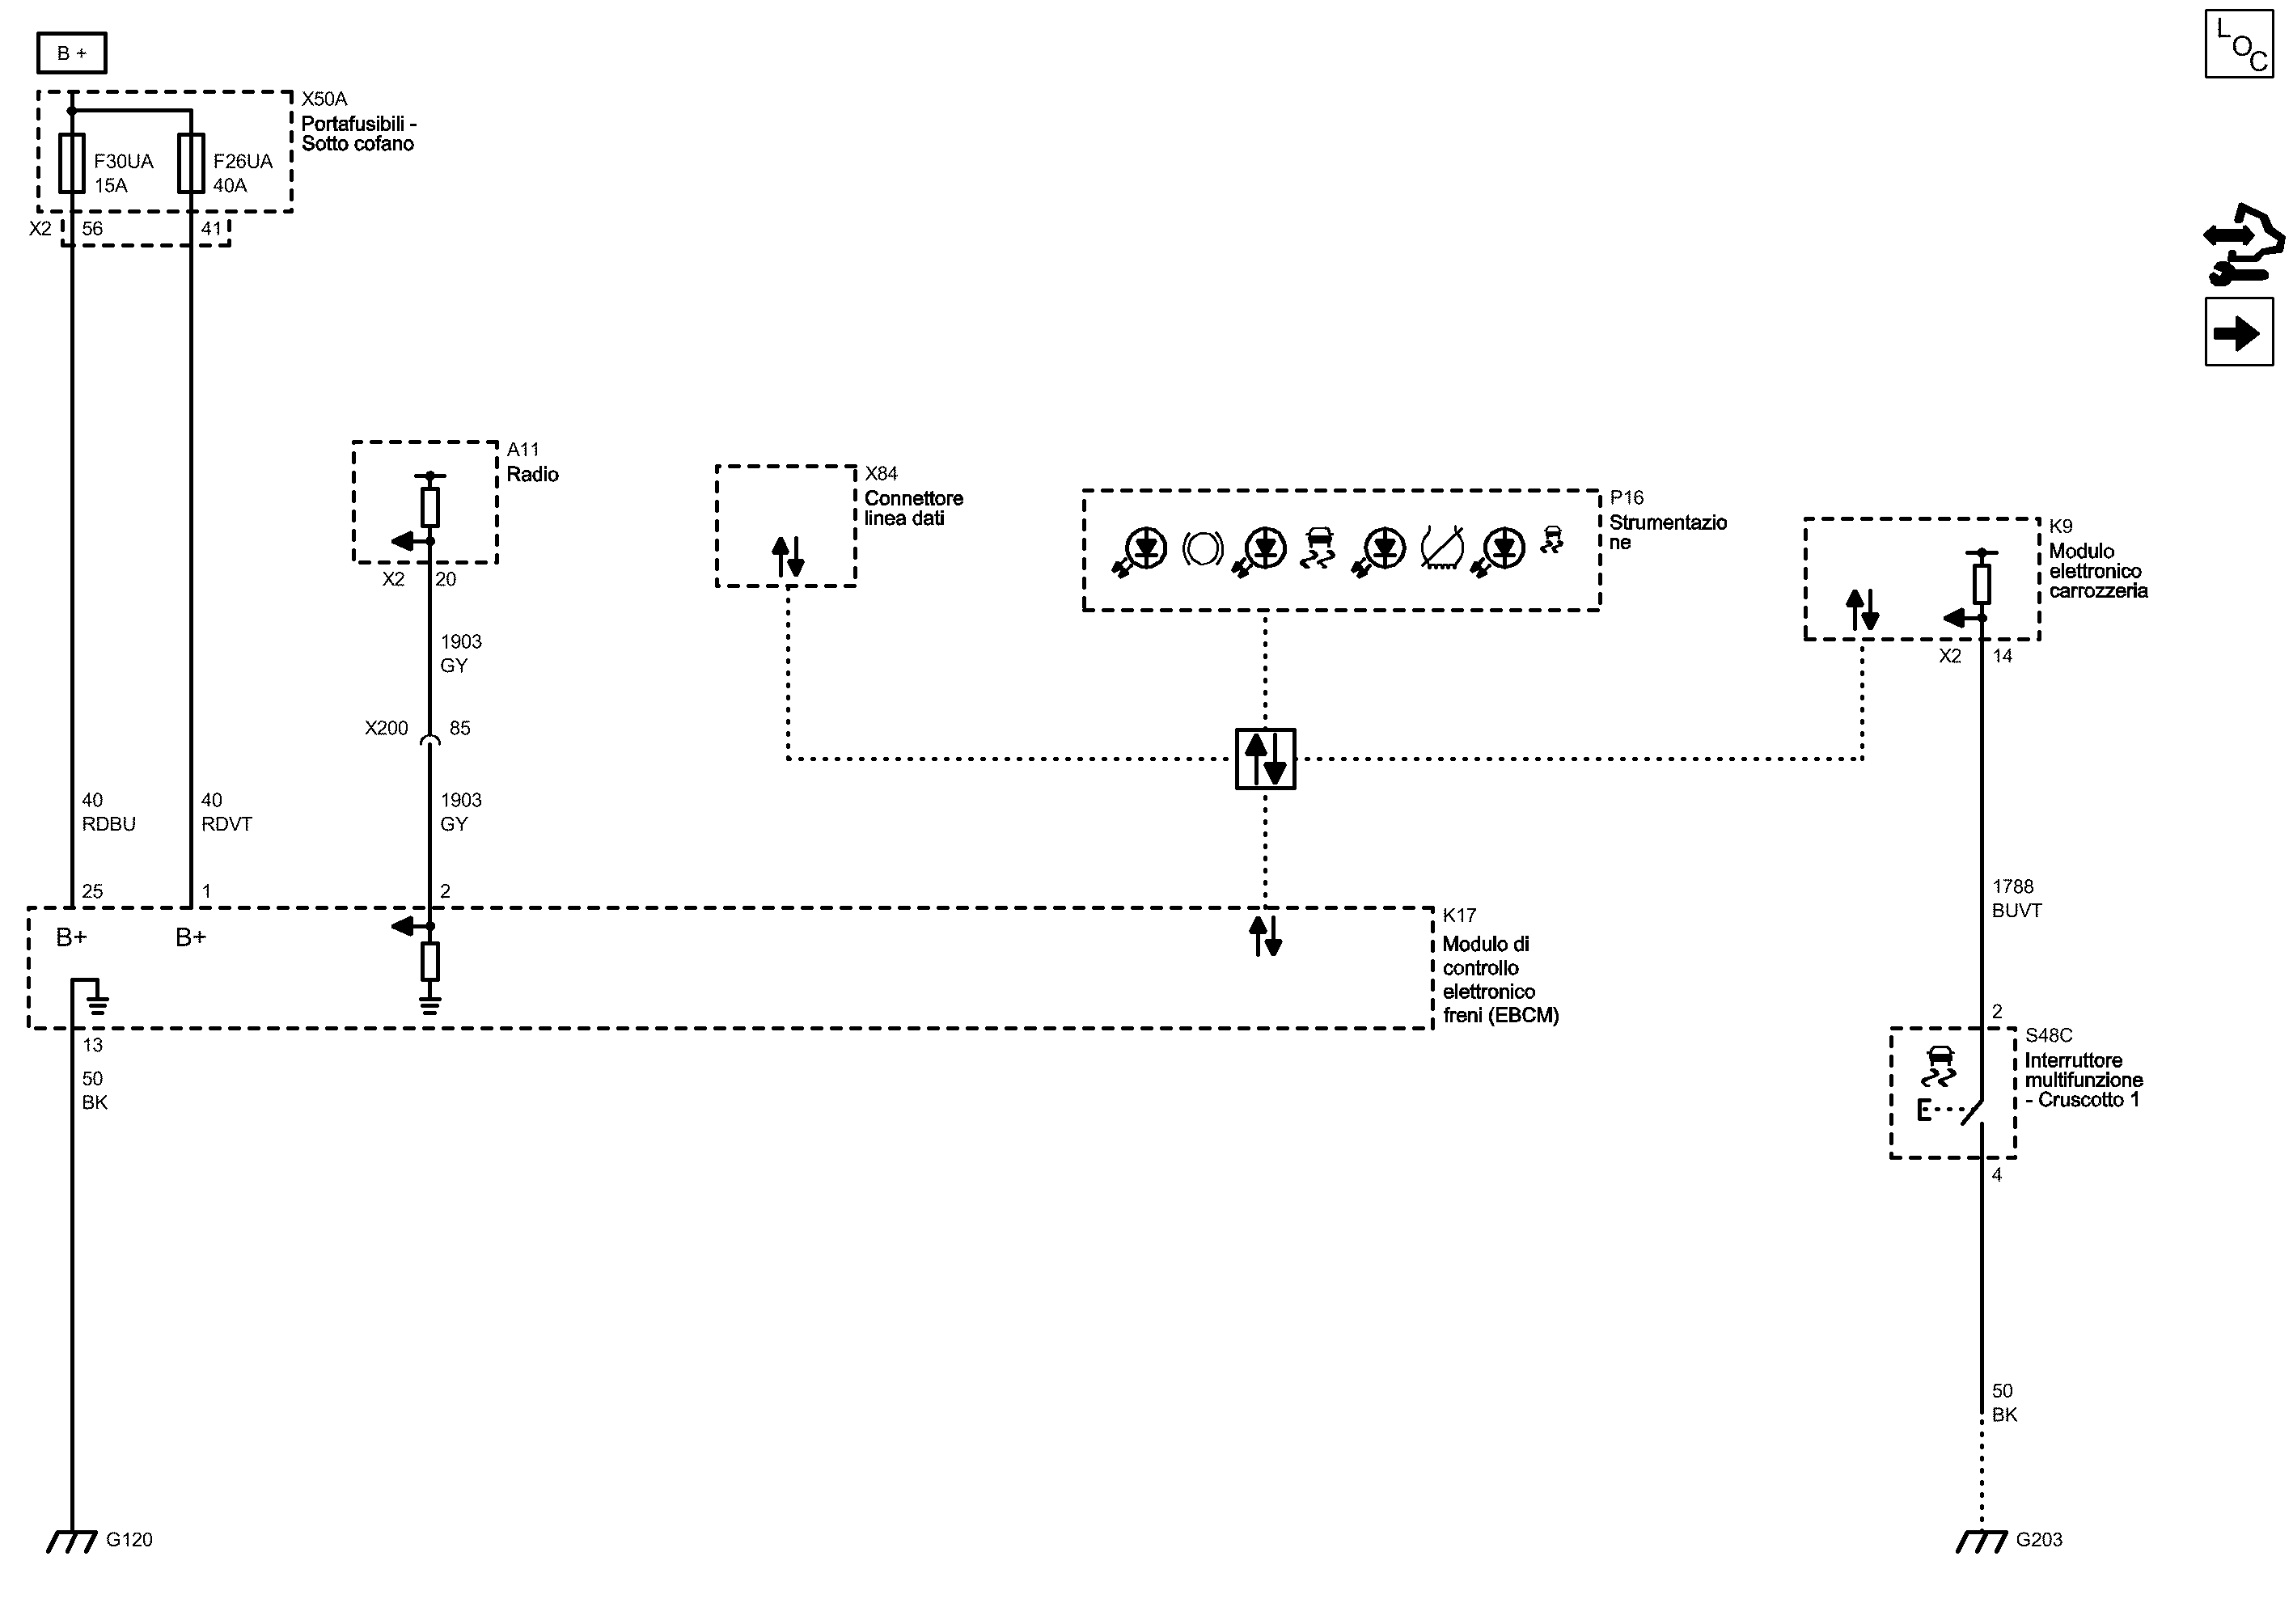 B +
LOC
X50A
Portafusibili -
Sotto cofano
F30UA
15A
F26UA
40A
X2
56
41
A11
Radio
X2
20
1903
GY
X200
85
1903
GY
X84
Connettore
linea dati
P16
Strumentazio
ne
K9
Modulo
elettronico
carrozzeria
X2
14
40
RDBU
40
RDVT
25
1
2
B+
B+
K17
Modulo di
controllo
elettronico
freni (EBCM)
1788
BUVT
2
S48C
Interruttore
multifunzione
- Cruscotto 1
4
13
50
BK
50
BK
G120
G203